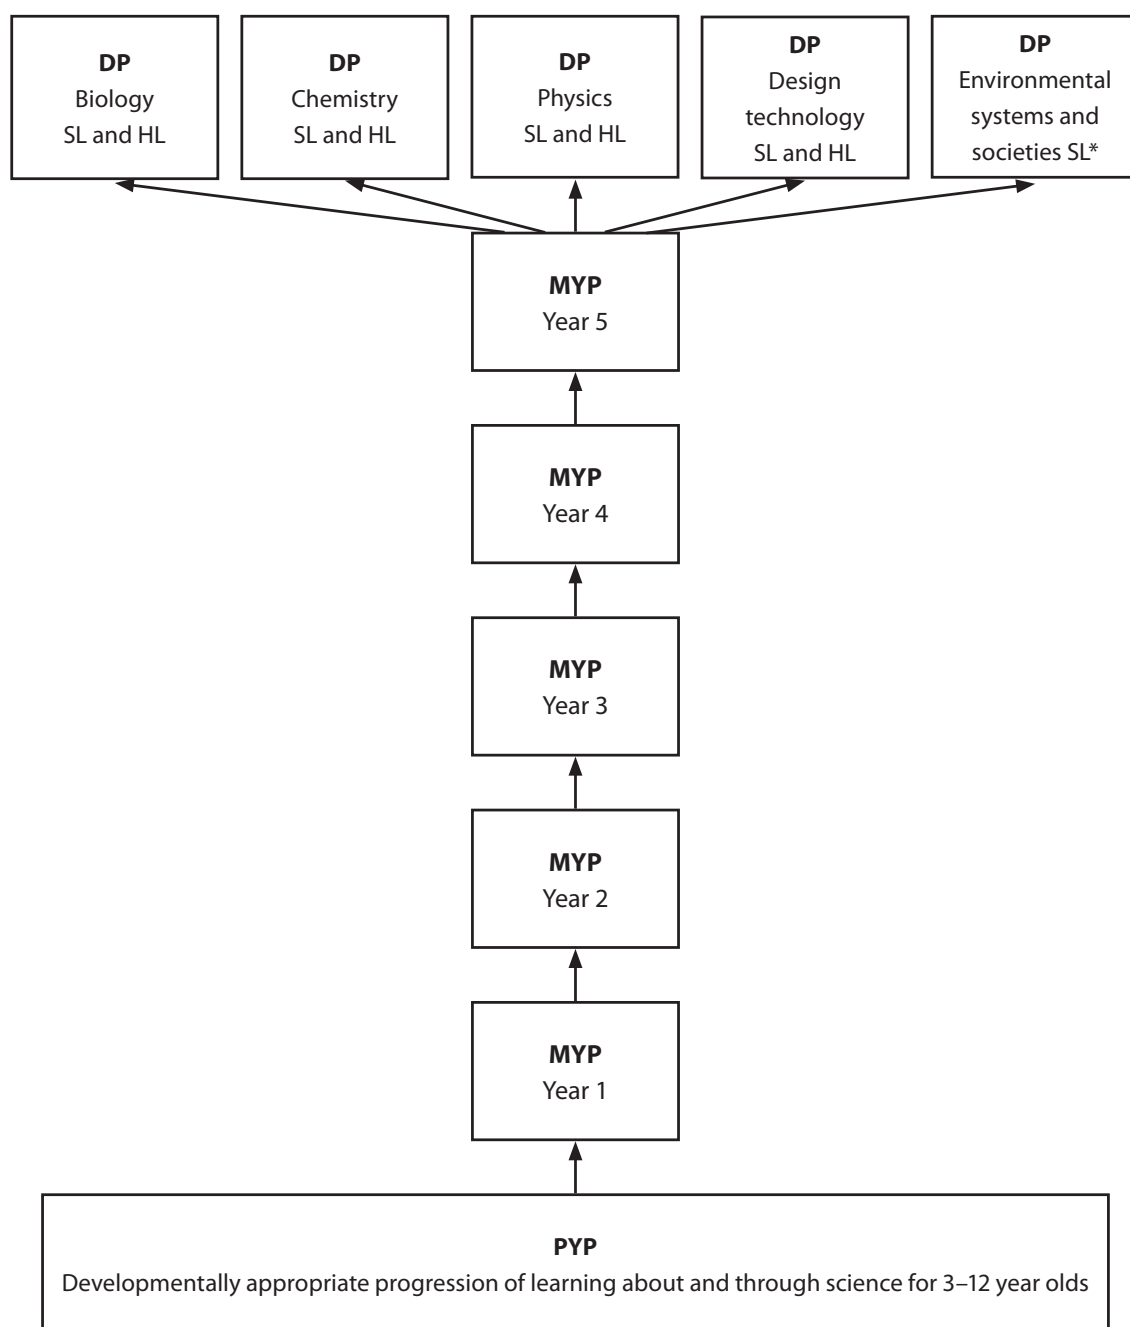 DP
Biology
SL and HL
DP
Chemistry
SL and HL
DP
Physics
SL and HL
DP
Design
technology
SL and HL
DP
Environmental
systems and
societies SL*
MYP
Year 5
MYP
Year 4
MYP
Year 3
MYP
Year 2
MYP
Year 1
PYP
Developmentally appropriate progression of learning about and through science for 3–12 year olds